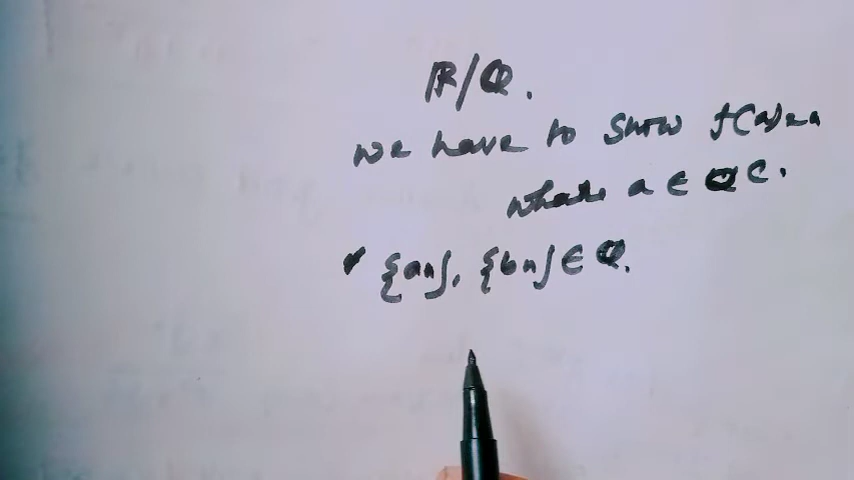 R/Q.
we have to show f(a)=a
where a ∈ QC.
{an}, {bn} ∈ Q.